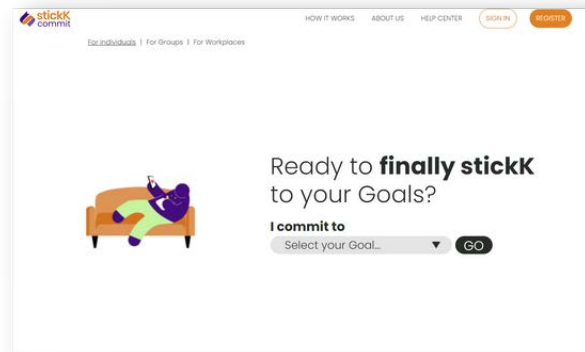 stickK
commit
HOW IT WORKS ABOUT US HELP CENTER SIGN IN REGISTER
For Individuals | For Groups | For Workplaces
Ready to finally stickK
to your Goals?
I commit to
Select your Goal... GO